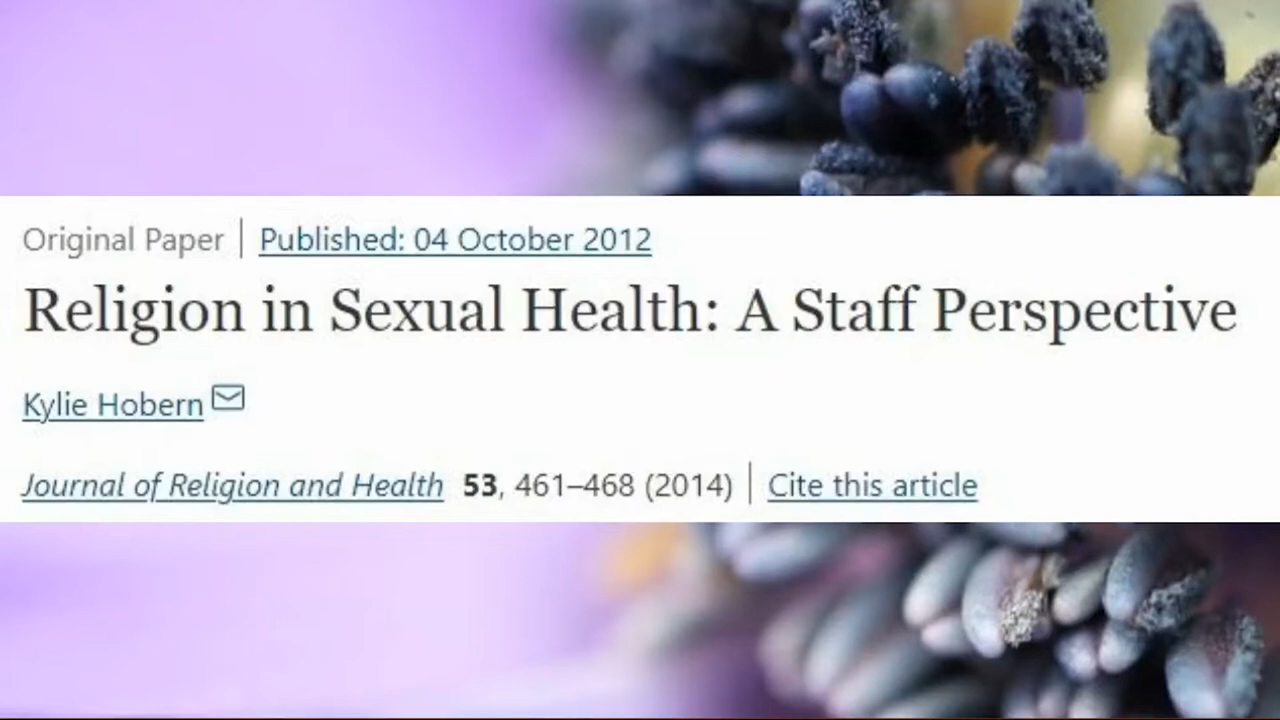 Original Paper | Published: 04 October 2012
Religion in Sexual Health: A Staff Perspective
Kylie Hobern
Journal of Religion and Health 53, 461–468 (2014) | Cite this article